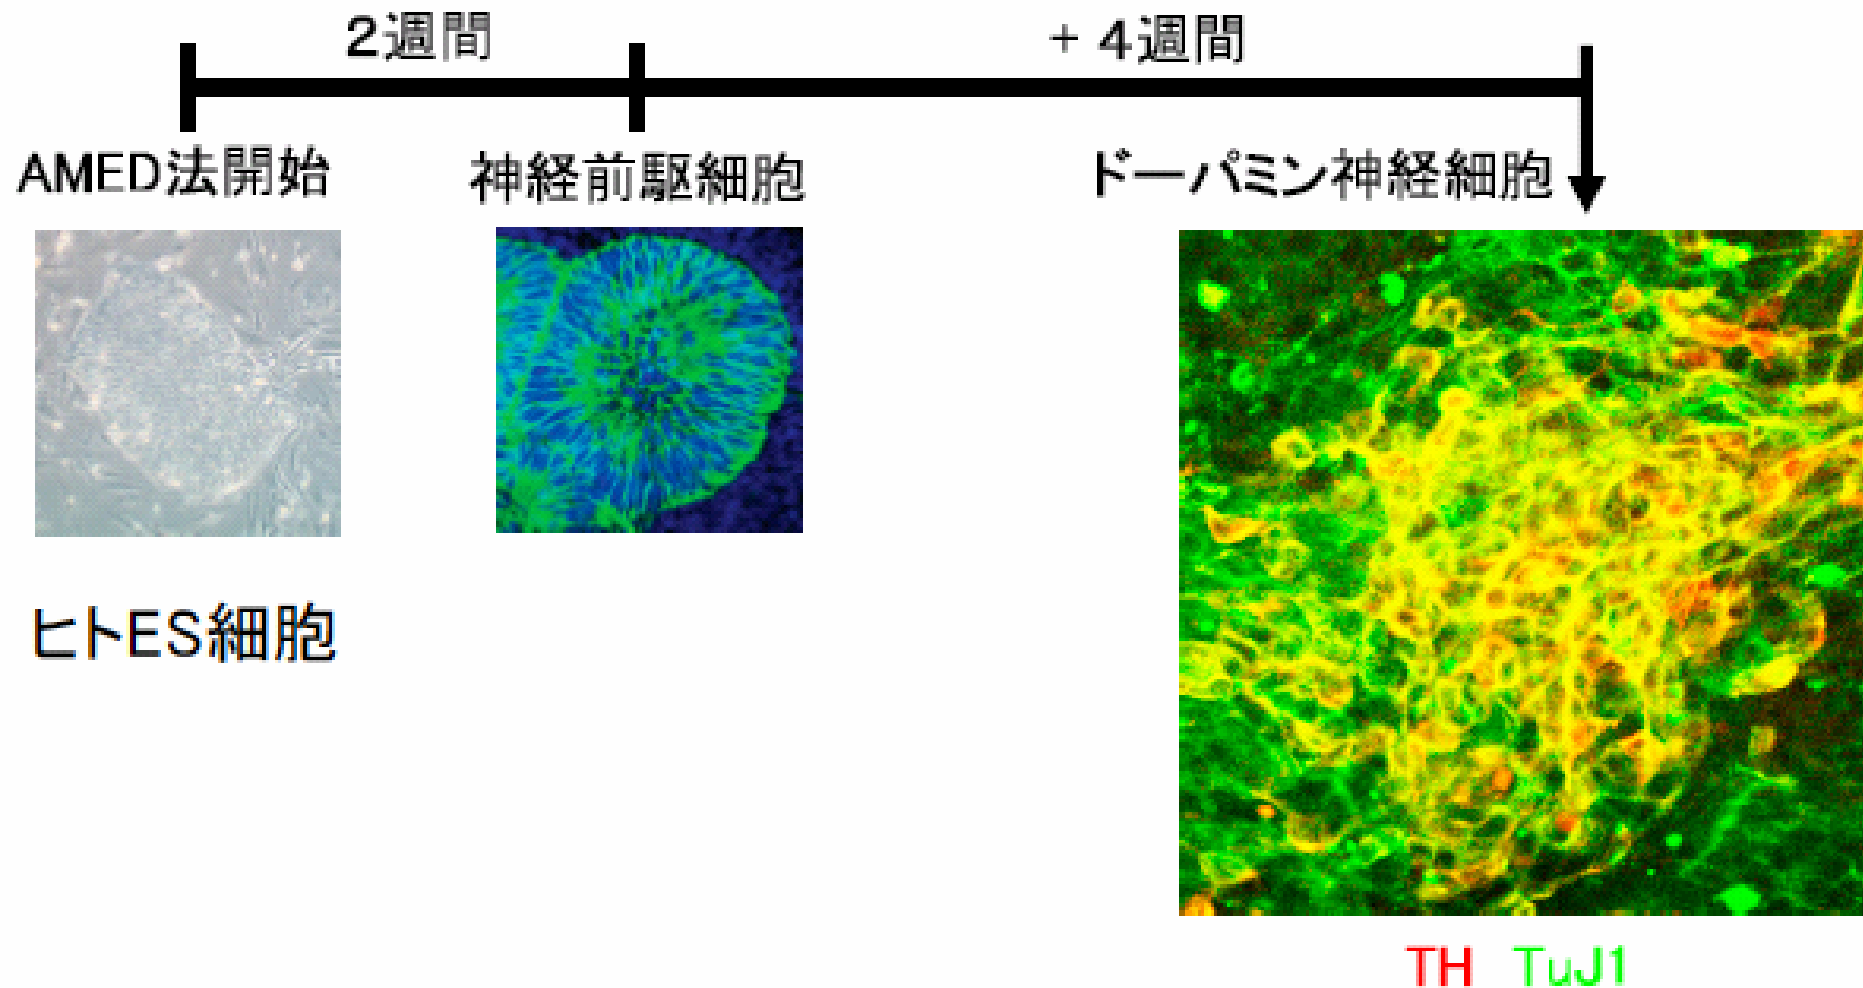 2週間
+ 4週間
AMED法開始
神経前駆細胞
ドーパミン神経細胞
ヒトES細胞
TH TuJ1